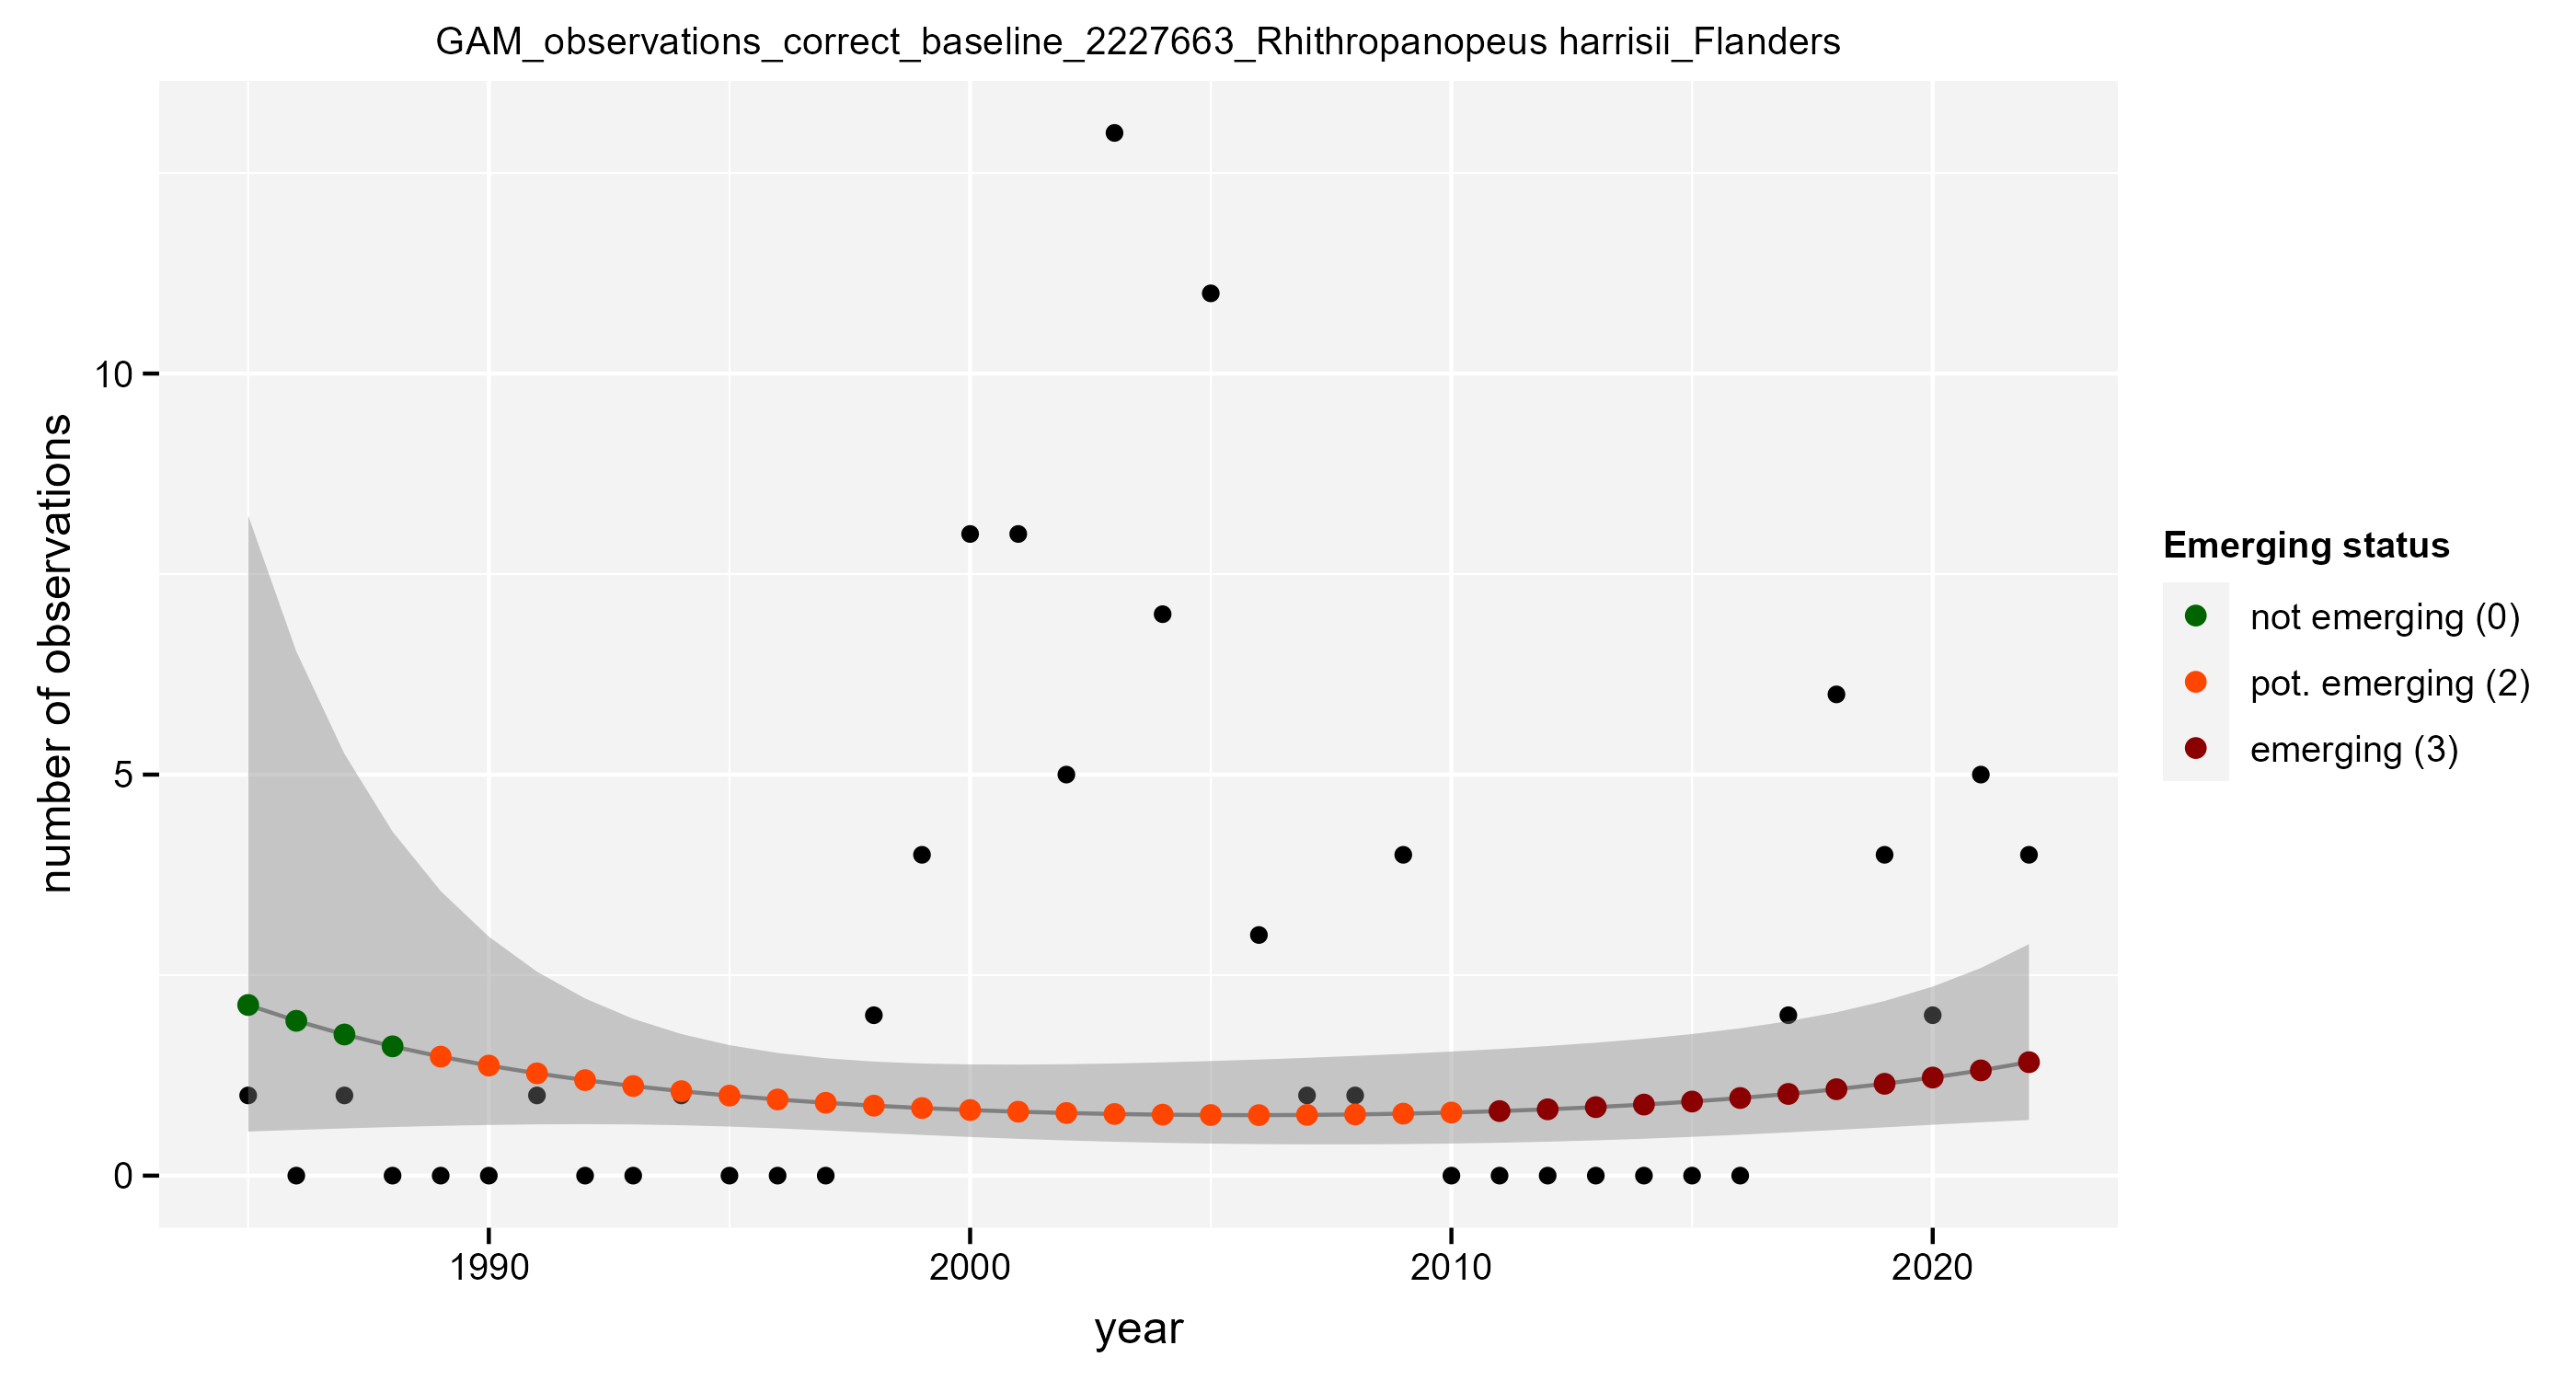 GAM_observations_correct_baseline_2227663_Rhithropanopeus harrisii_Flanders
number of observations
10
5
0
1990
2000
2010
2020
year
Emerging status
not emerging (0)
pot. emerging (2)
emerging (3)